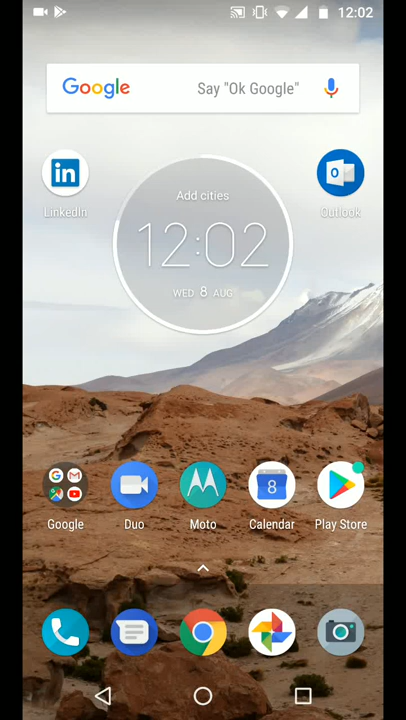 12:02
Google Say "Ok Google"
LinkedIn
Outlook
Add cities
12:02
WED 8 AUG
8
Google
Duo
Moto
Calendar
Play Store